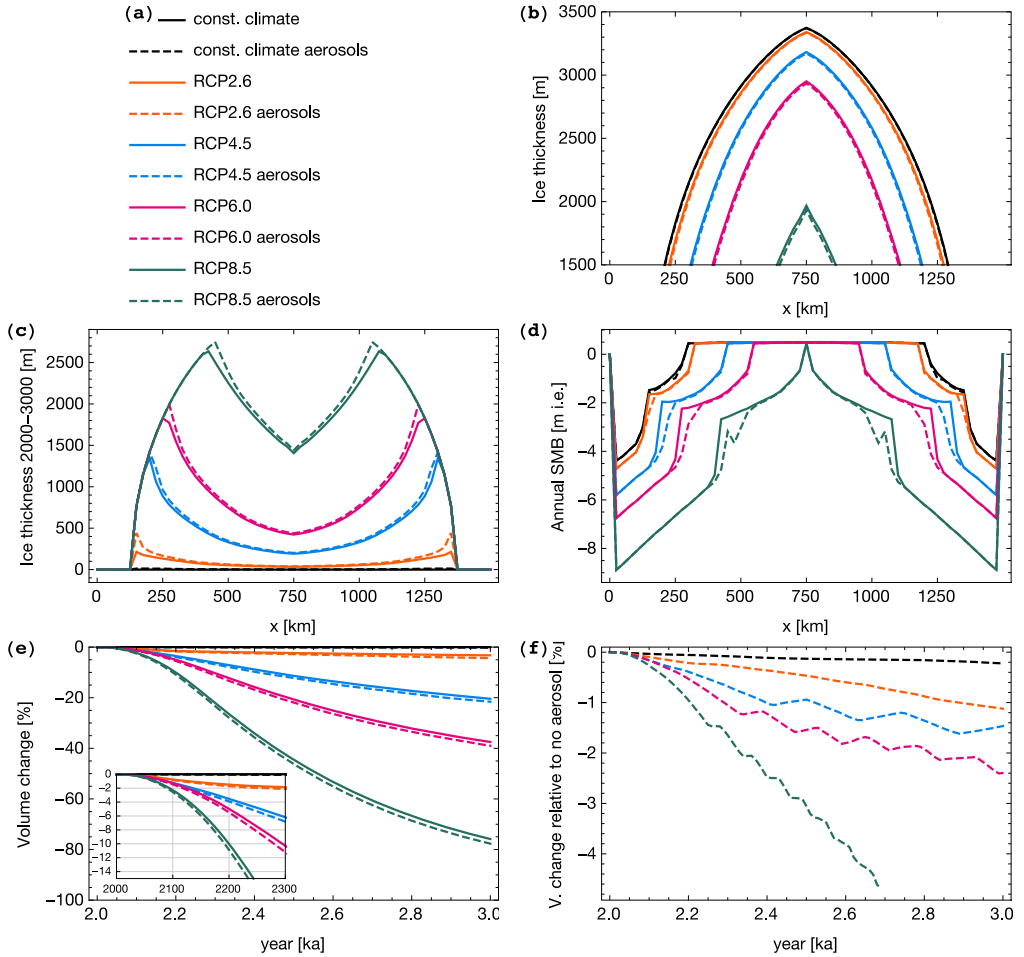 (a)
const. climate
const. climate aerosols
RCP2.6
RCP2.6 aerosols
RCP4.5
RCP4.5 aerosols
RCP6.0
RCP6.0 aerosols
RCP8.5
RCP8.5 aerosols
(b)
Ice thickness [m]
3500
3000
2500
2000
1500
0 250 500 750 1000 1250
x [km]
(c)
Ice thickness 2000–3000 [m]
2500
2000
1500
1000
500
0
0 250 500 750 1000 1250
x [km]
(d)
Annual SMB [m i.e.]
0
−2
−4
−6
−8
0 250 500 750 1000 1250
x [km]
(e)
Volume change [%]
0
−20
−40
−60
−80
−100
2.0 2.2 2.4 2.6 2.8 3.0
year [ka]
0
−2
−4
−6
−8
−10
−12
−14
2000 2100 2200 2300
(f)
V. change relative to no aerosol [%]
0
−1
−2
−3
−4
2.0 2.2 2.4 2.6 2.8 3.0
year [ka]